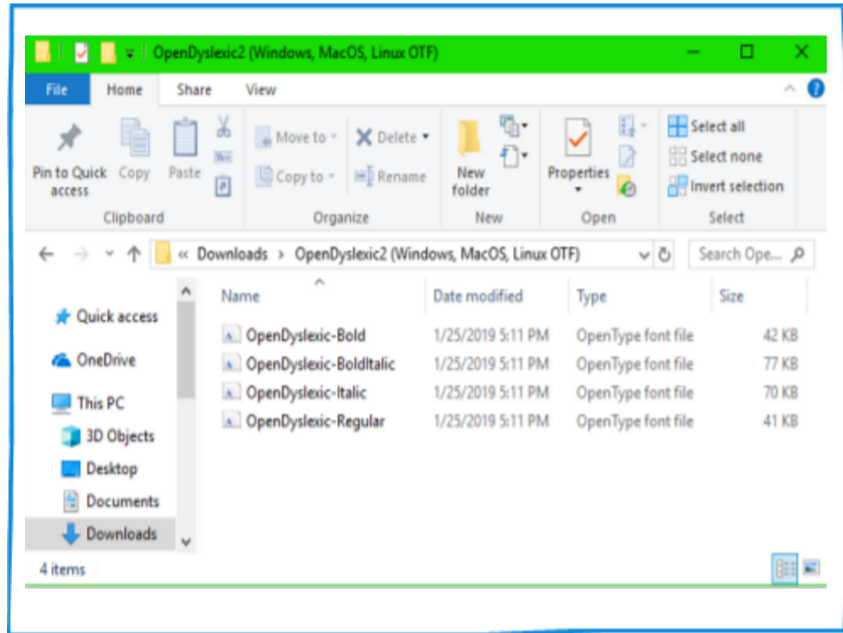 OpenDyslexic2 (Windows, MacOS, Linux OTF)
File Home Share View
Pin to Quick access
Copy
Paste
Clipboard
Move to
Copy to
Delete
Rename
Organize
New folder
New
Properties
Open
Select all
Select none
Invert selection
Select
« Downloads > OpenDyslexic2 (Windows, MacOS, Linux OTF)
Search Ope...
Name Date modified Type Size
OpenDyslexic-Bold 1/25/2019 5:11 PM OpenType font file 42 KB
OpenDyslexic-BoldItalic 1/25/2019 5:11 PM OpenType font file 77 KB
OpenDyslexic-Italic 1/25/2019 5:11 PM OpenType font file 70 KB
OpenDyslexic-Regular 1/25/2019 5:11 PM OpenType font file 41 KB
Quick access
OneDrive
This PC
3D Objects
Desktop
Documents
Downloads
4 items